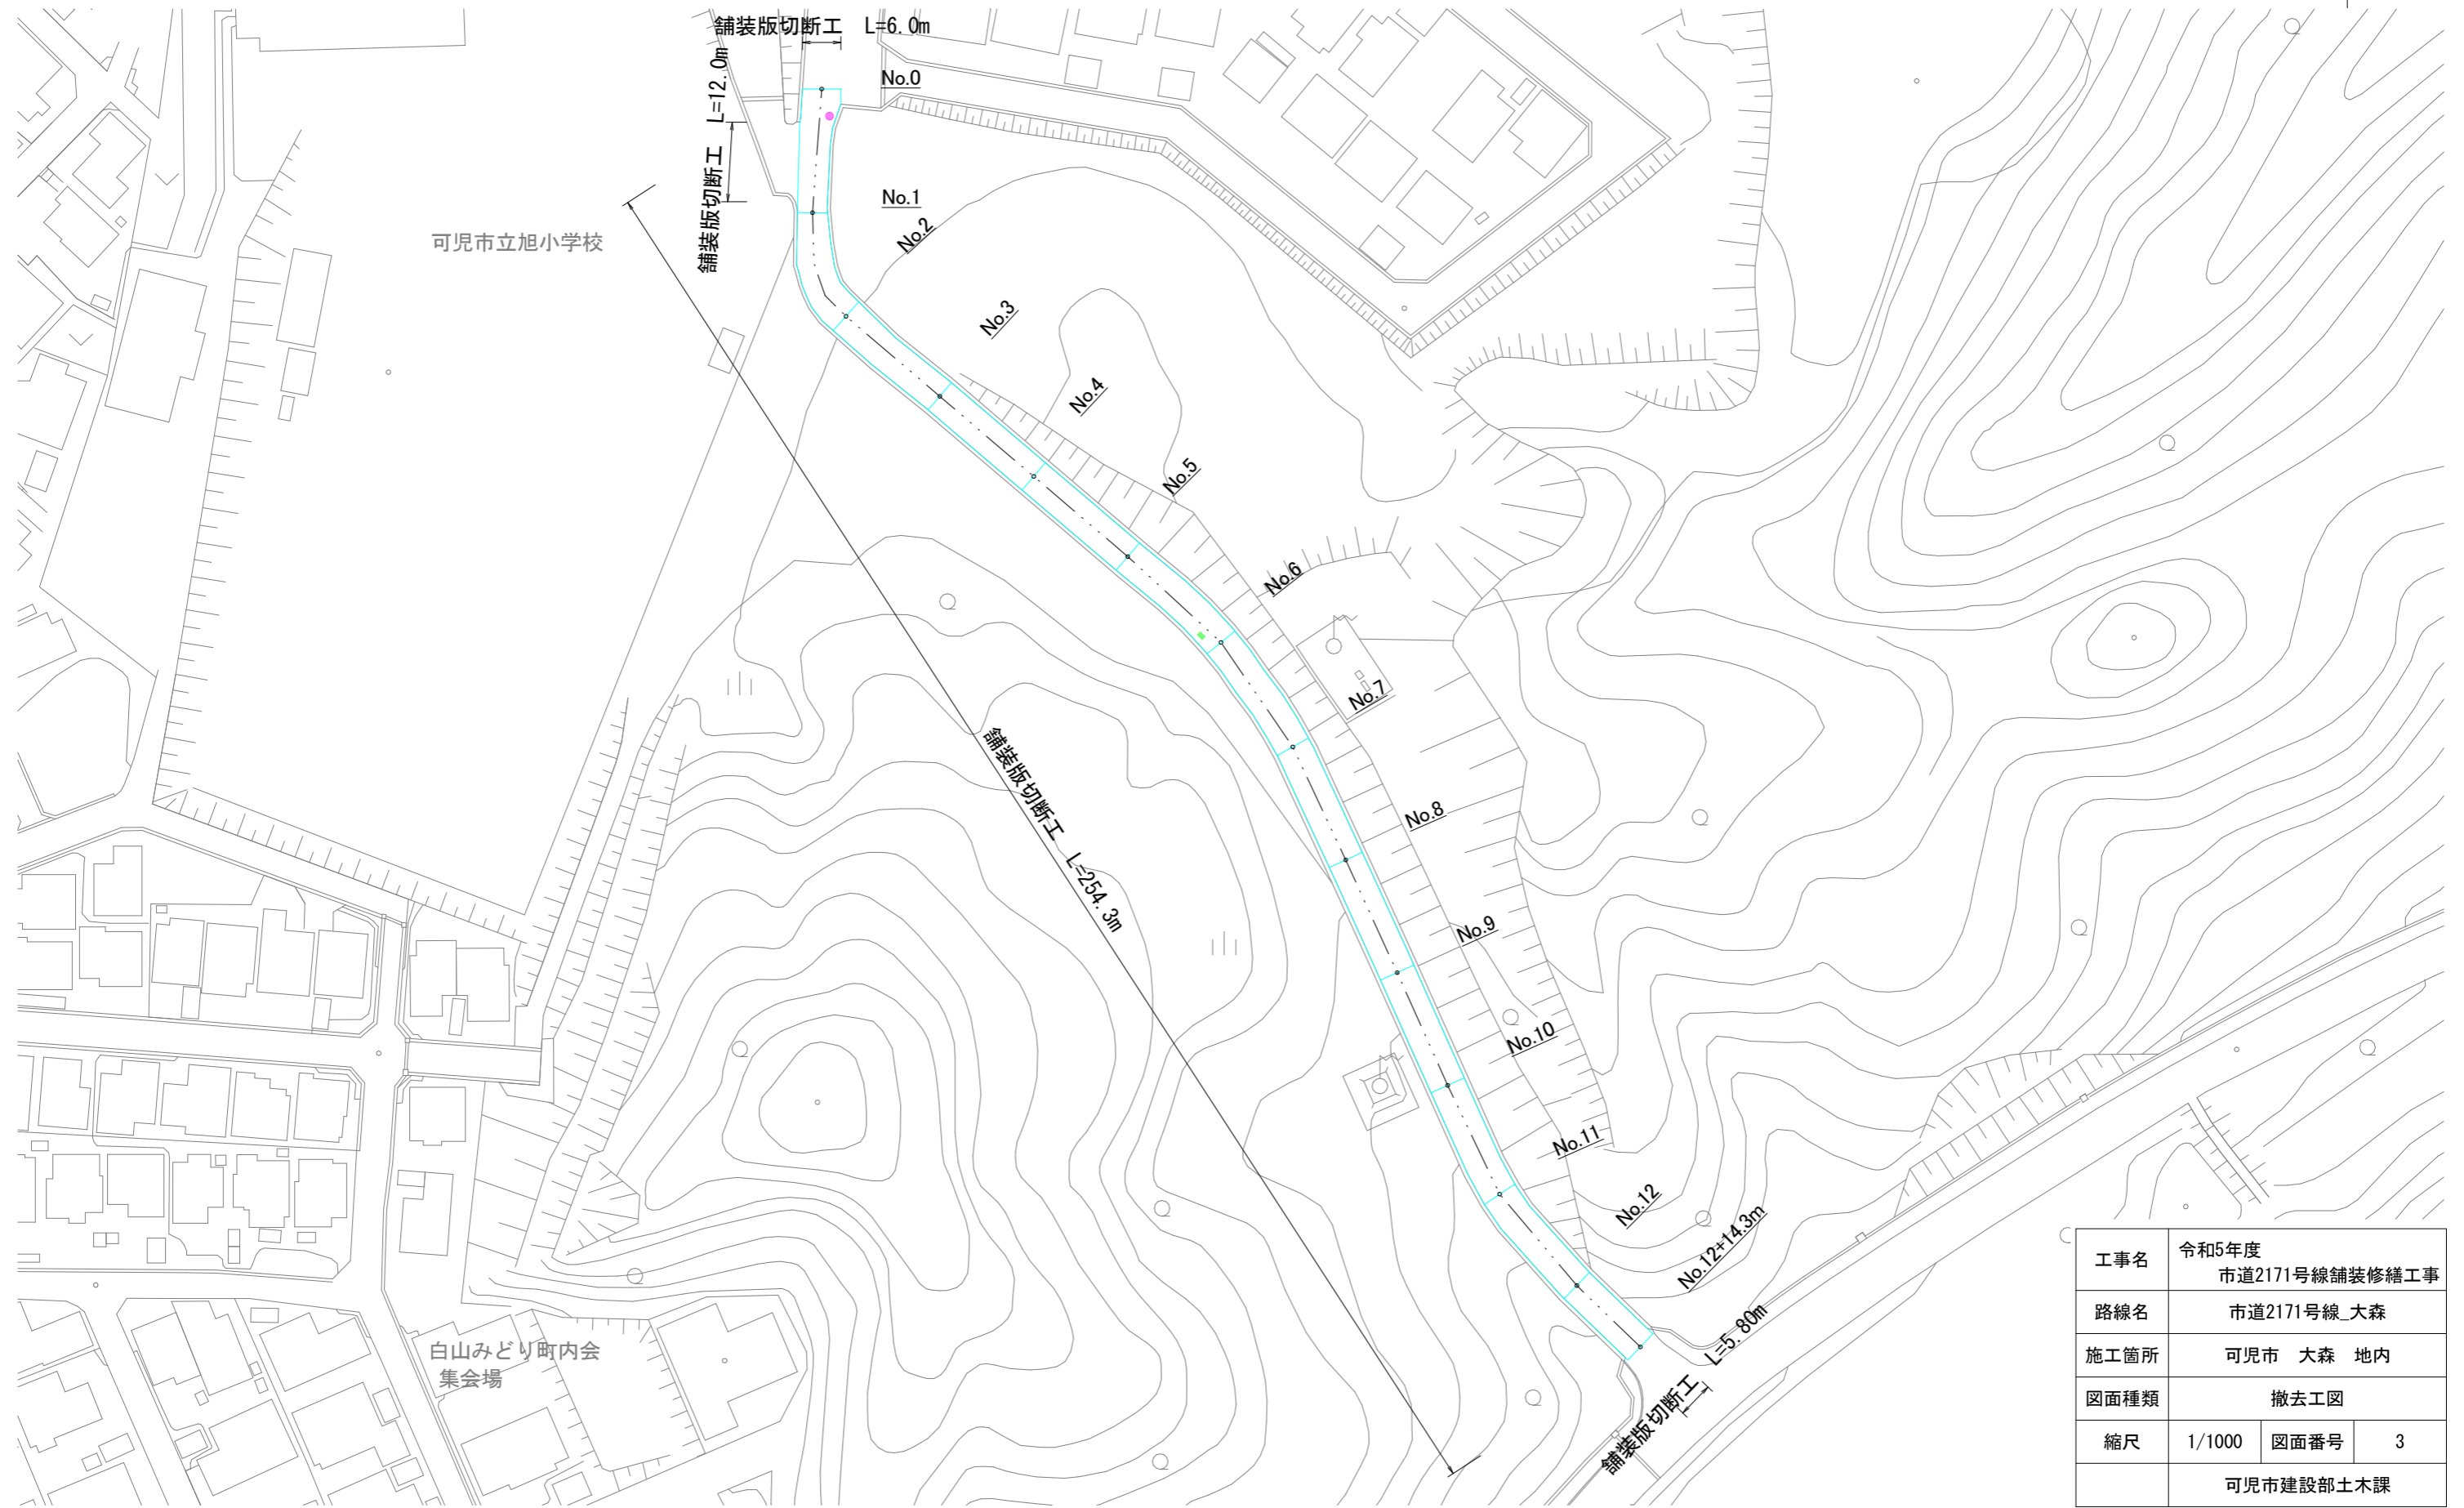 舗装版切断工　L=6.0m
舗装版切断工　L=12.0m
No.0
No.1
No.2
可児市立旭小学校
No.3
No.4
No.5
No.6
No.7
舗装版切断工　L=254.3m
No.8
No.9
No.10
No.11
No.12
No.12+14.3m
舗装版切断工　L=5.80m
白山みどり町内会
集会場
工事名　令和5年度
市道2171号線舗装修繕工事
路線名　市道2171号線_大森
施工箇所　可児市　大森　地内
図面種類　撤去工図
縮尺　1/1000　図面番号　3
可児市建設部土木課